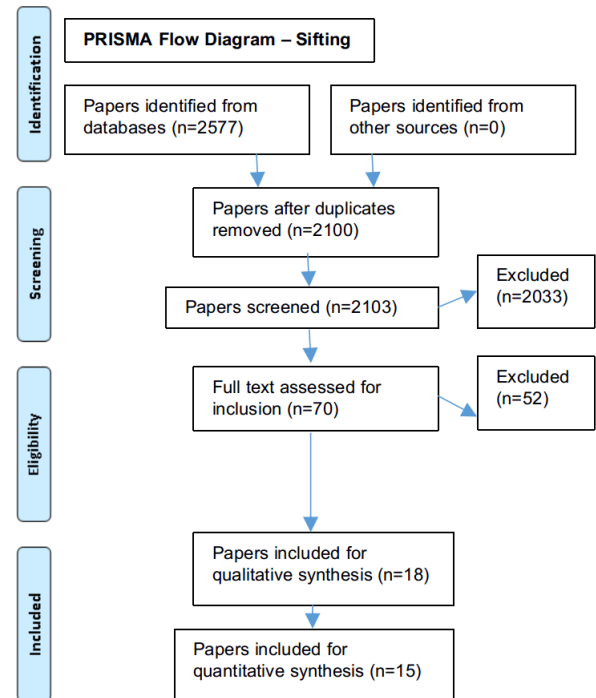 PRISMA Flow Diagram – Sifting
Identification
Papers identified from
databases (n=2577)
Papers identified from
other sources (n=0)
Screening
Papers after duplicates
removed (n=2100)
Papers screened (n=2103)
Excluded
(n=2033)
Eligibility
Full text assessed for
inclusion (n=70)
Excluded
(n=52)
Included
Papers included for
qualitative synthesis (n=18)
Papers included for
quantitative synthesis (n=15)